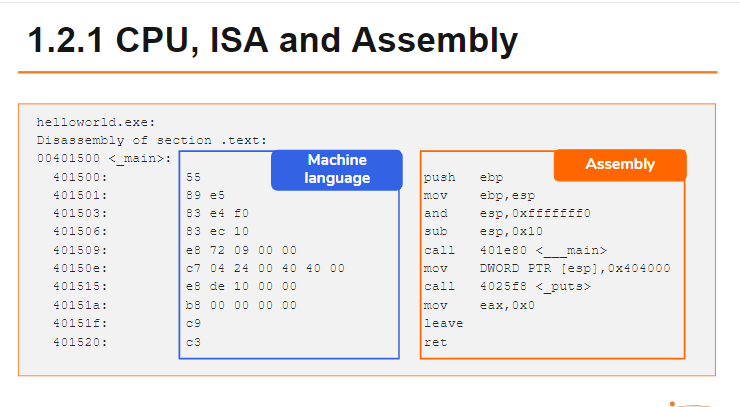 1.2.1 CPU, ISA and Assembly
helloworld.exe:
Disassembly of section .text:
00401500 <_main>:
Machine language
Assembly
401500: 55 push ebp
401501: 89 e5 mov ebp,esp
401503: 83 e4 f0 and esp,0xfffffff0
401506: 83 ec 10 sub esp,0x10
401509: e8 72 09 00 00 call 401e80 <___main>
40150e: c7 04 24 00 40 40 00 mov DWORD PTR [esp],0x404000
401515: e8 de 10 00 00 call 4025f8 <_puts>
40151a: b8 00 00 00 00 mov eax,0x0
40151f: c9 leave
401520: c3 ret